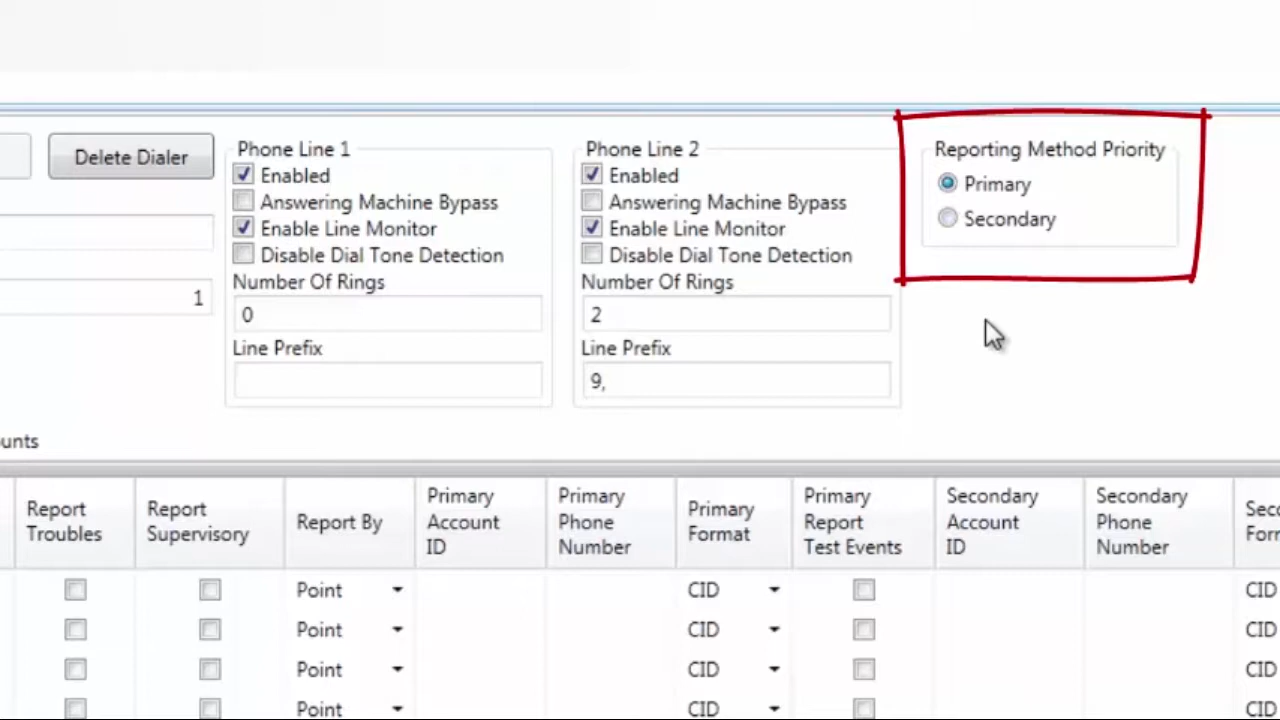 Delete Dialer
1
Phone Line 1
Enabled
Answering Machine Bypass
Enable Line Monitor
Disable Dial Tone Detection
Number Of Rings
0
Line Prefix
Phone Line 2
Enabled
Answering Machine Bypass
Enable Line Monitor
Disable Dial Tone Detection
Number Of Rings
2
Line Prefix
9,
Reporting Method Priority
Primary
Secondary
unts
Report Troubles
Report Supervisory
Report By
Primary Account ID
Primary Phone Number
Primary Format
Primary Report Test Events
Secondary Account ID
Secondary Phone Number
Point CID CID
Point CID CID
Point CID CID
Point CID CID